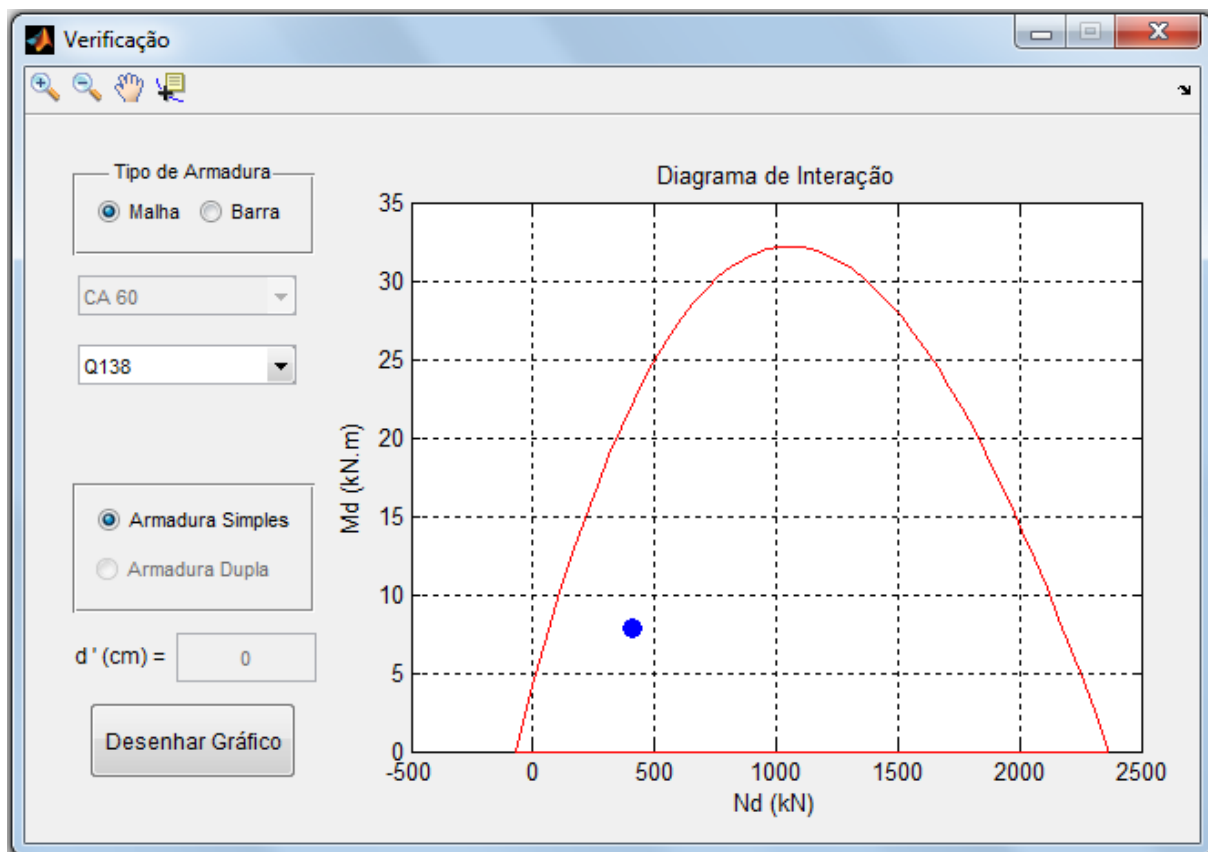 Verificação
Tipo de Armadura
Malha Barra
CA 60
Q138
Armadura Simples
Armadura Dupla
d ' (cm) = 0
Desenhar Gráfico
Diagrama de Interação
Md (kN.m)
35
30
25
20
15
10
5
0
-500 0 500 1000 1500 2000 2500
Nd (kN)